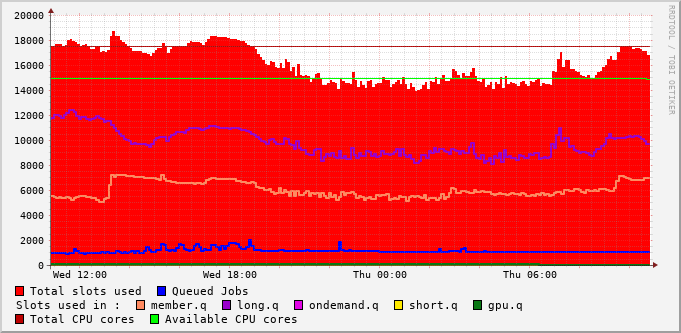 20000
18000
16000
14000
12000
10000
8000
6000
4000
2000
0
Wed 12:00 Wed 18:00 Thu 00:00 Thu 06:00
RRDTOOL / TOBI OETIKER
Total slots used Queued Jobs
Slots used in : member.q long.q ondemand.q short.q gpu.q
Total CPU cores Available CPU cores